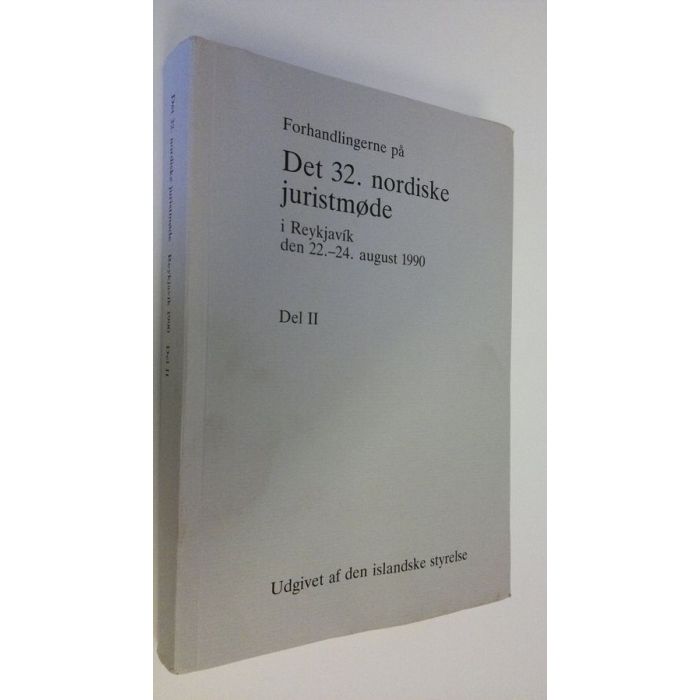 Forhandlingerne på
Det 32. nordiske
juristmøde
i Reykjavík
den 22.–24. august 1990
Del II
Udgivet af den islandske styrelse
Det 32. nordiske juristmøde Reykjavík 1990 Del II